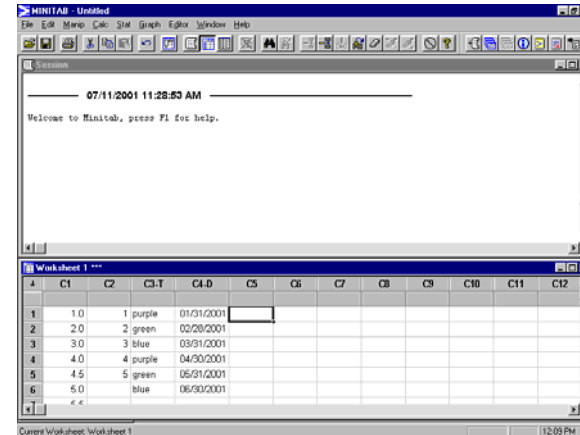 MINITAB - Untitled
File Edit Manip Calc Stat Graph Editor Window Help
Session
07/11/2001 11:28:53 AM
Welcome to Minitab, press F1 for help.
Worksheet 1 ***
C1 C2 C3-T C4-D C5 C6 C7 C8 C9 C10 C11 C12
1 1.0 1 purple 01/31/2001
2 2.0 2 green 02/28/2001
3 3.0 3 blue 03/31/2001
4 4.0 4 purple 04/30/2001
5 4.5 5 green 05/31/2001
6 5.0 blue 06/30/2001
Current Worksheet: Worksheet 1 12:09 PM